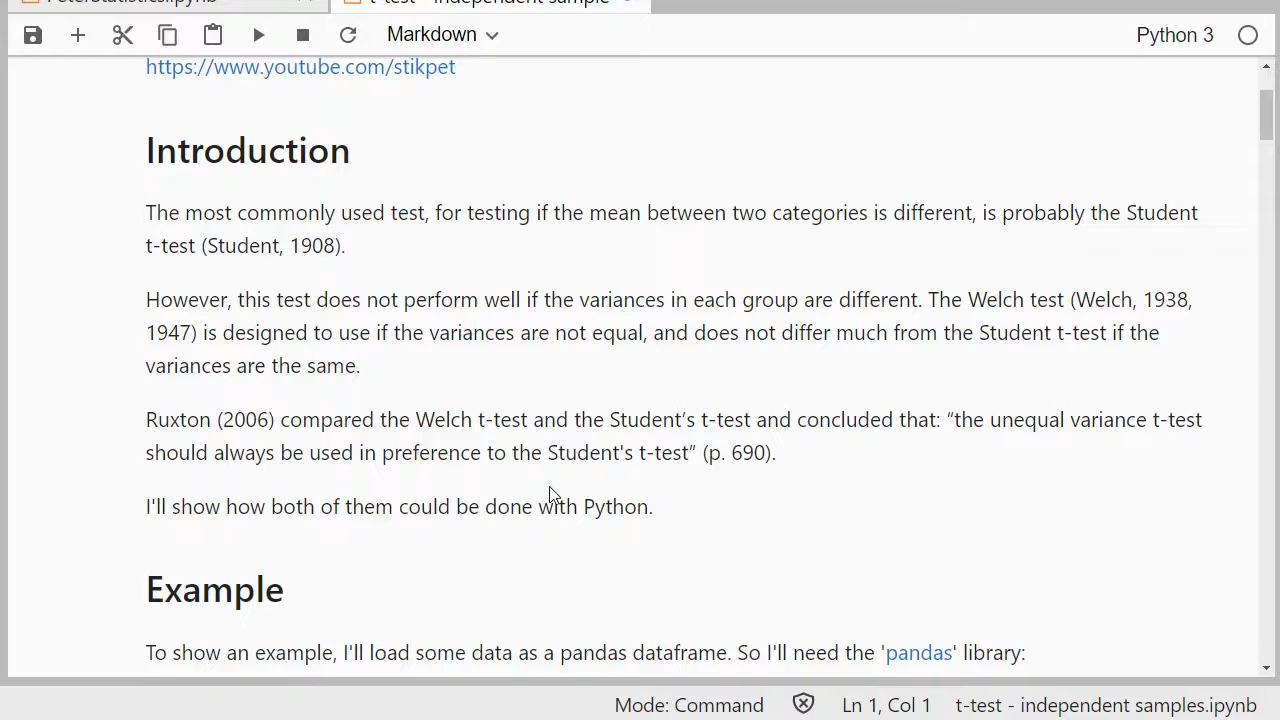 Markdown
Python 3
https://www.youtube.com/stikpet
Introduction
The most commonly used test, for testing if the mean between two categories is different, is probably the Student
t-test (Student, 1908).
However, this test does not perform well if the variances in each group are different. The Welch test (Welch, 1938,
1947) is designed to use if the variances are not equal, and does not differ much from the Student t-test if the
variances are the same.
Ruxton (2006) compared the Welch t-test and the Student’s t-test and concluded that: “the unequal variance t-test
should always be used in preference to the Student's t-test” (p. 690).
I'll show how both of them could be done with Python.
Example
To show an example, I'll load some data as a pandas dataframe. So I'll need the 'pandas' library:
Mode: Command
Ln 1, Col 1
t-test - independent samples.ipynb